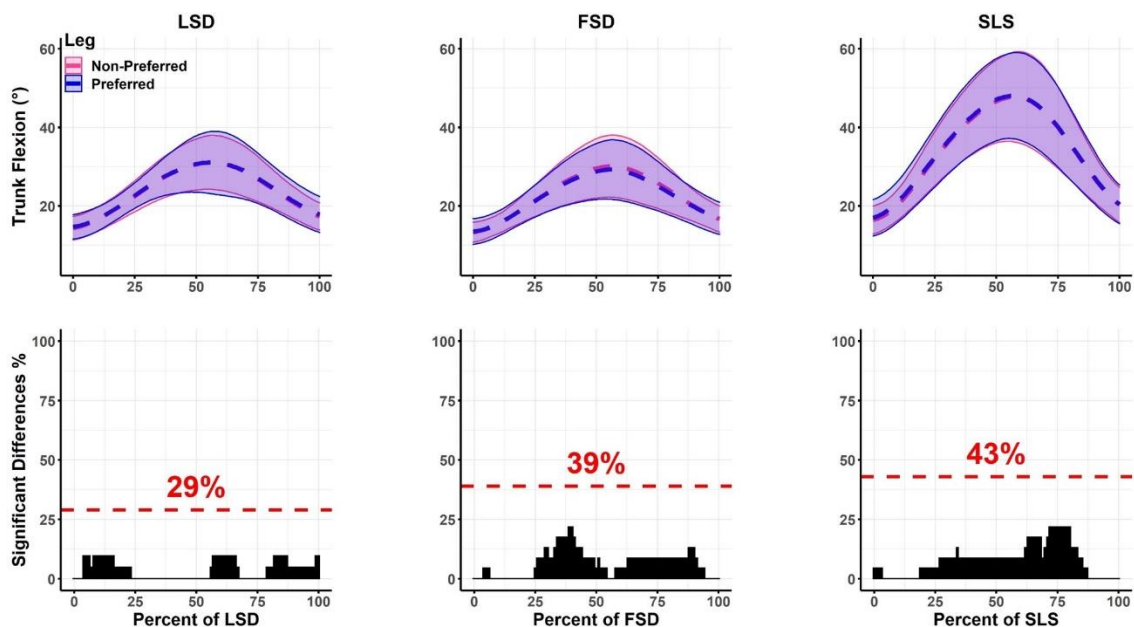 LSD
FSD
SLS
Leg
Non-Preferred
Preferred
Trunk Flexion (°)
60
40
20
0 25 50 75 100
0 25 50 75 100
60
40
20
0 25 50 75 100
Significant Differences %
100
75
50
25
0
29%
0 25 50 75 100
Percent of LSD
100
75
50
25
0
39%
0 25 50 75 100
Percent of FSD
100
75
50
25
0
43%
0 25 50 75 100
Percent of SLS